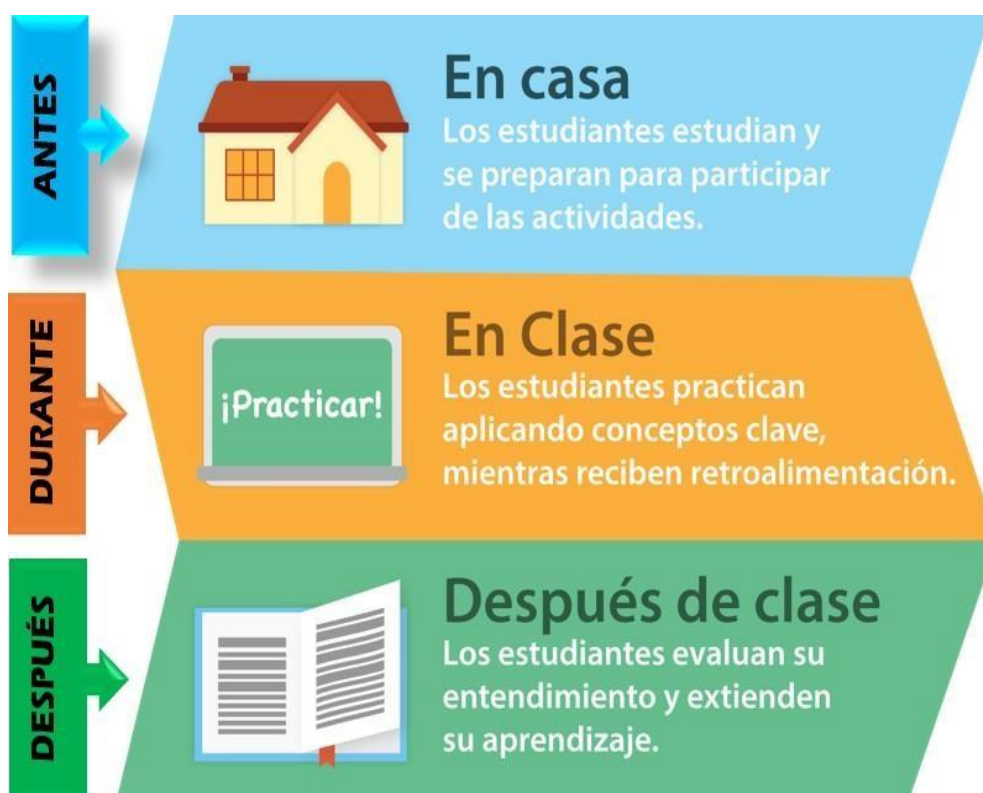 ANTES
En casa
Los estudiantes estudian y
se preparan para participar
de las actividades.
DURANTE
¡Practicar!
En Clase
Los estudiantes practican
aplicando conceptos clave,
mientras reciben retroalimentación.
DESPUÉS
Después de clase
Los estudiantes evaluan su
entendimiento y extienden
su aprendizaje.